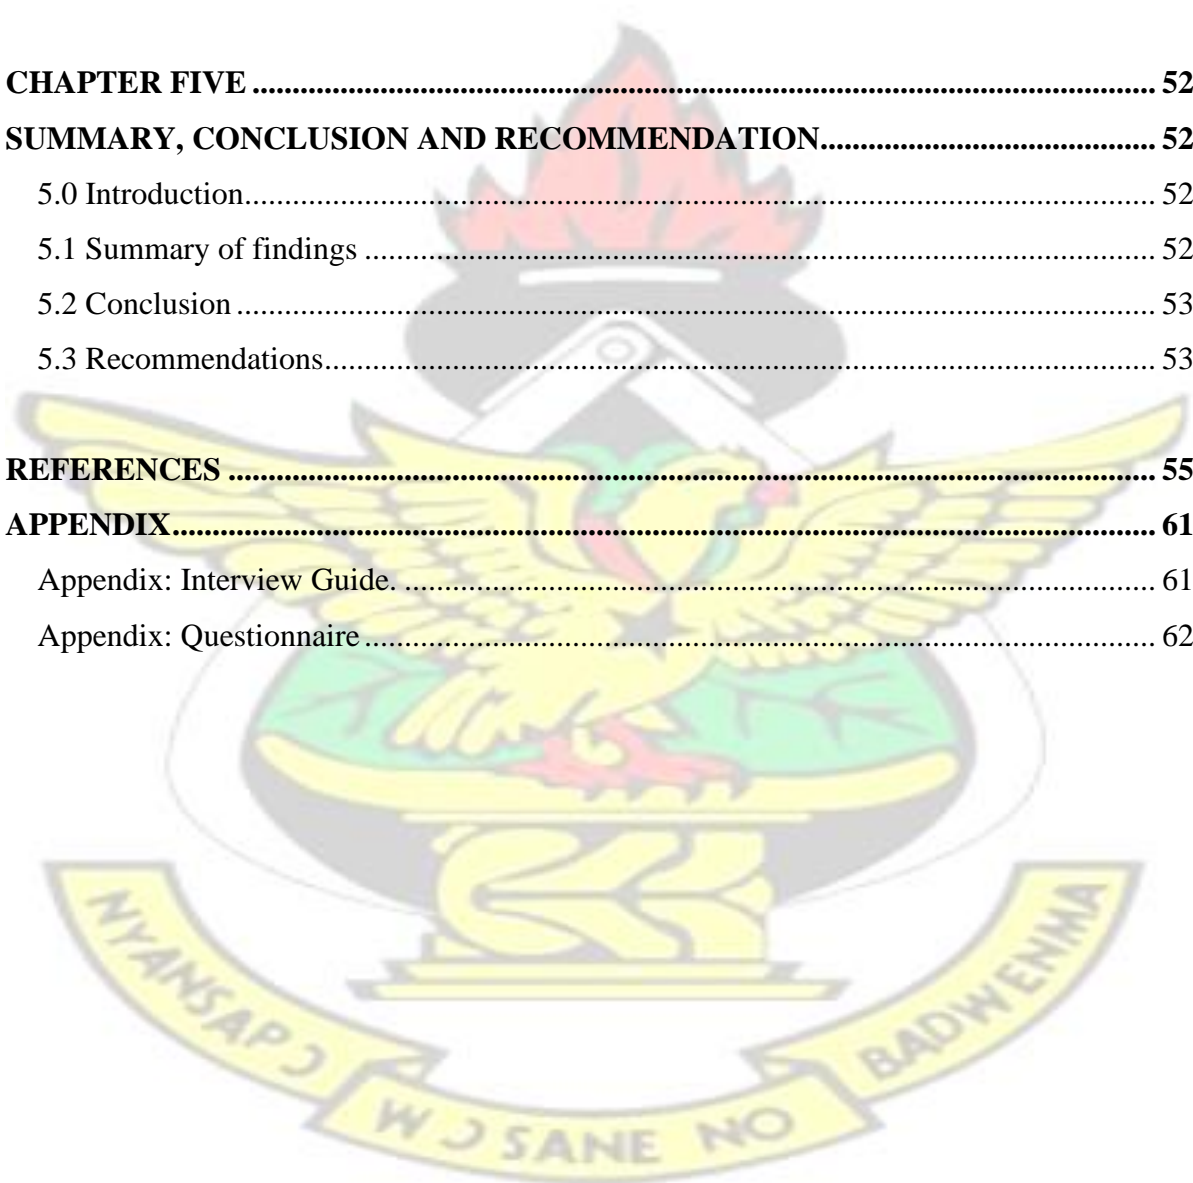 CHAPTER FIVE ........................................................................................................ 52
SUMMARY, CONCLUSION AND RECOMMENDATION....................................... 52
5.0 Introduction.......................................................................................................... 52
5.1 Summary of findings ............................................................................................ 52
5.2 Conclusion ........................................................................................................... 53
5.3 Recommendations................................................................................................. 53
REFERENCES ........................................................................................................... 55
APPENDIX................................................................................................................. 61
Appendix: Interview Guide. ....................................................................................... 61
Appendix: Questionnaire ........................................................................................... 62
NYANSAPƆ
WƆSANE NO
BADWENMA